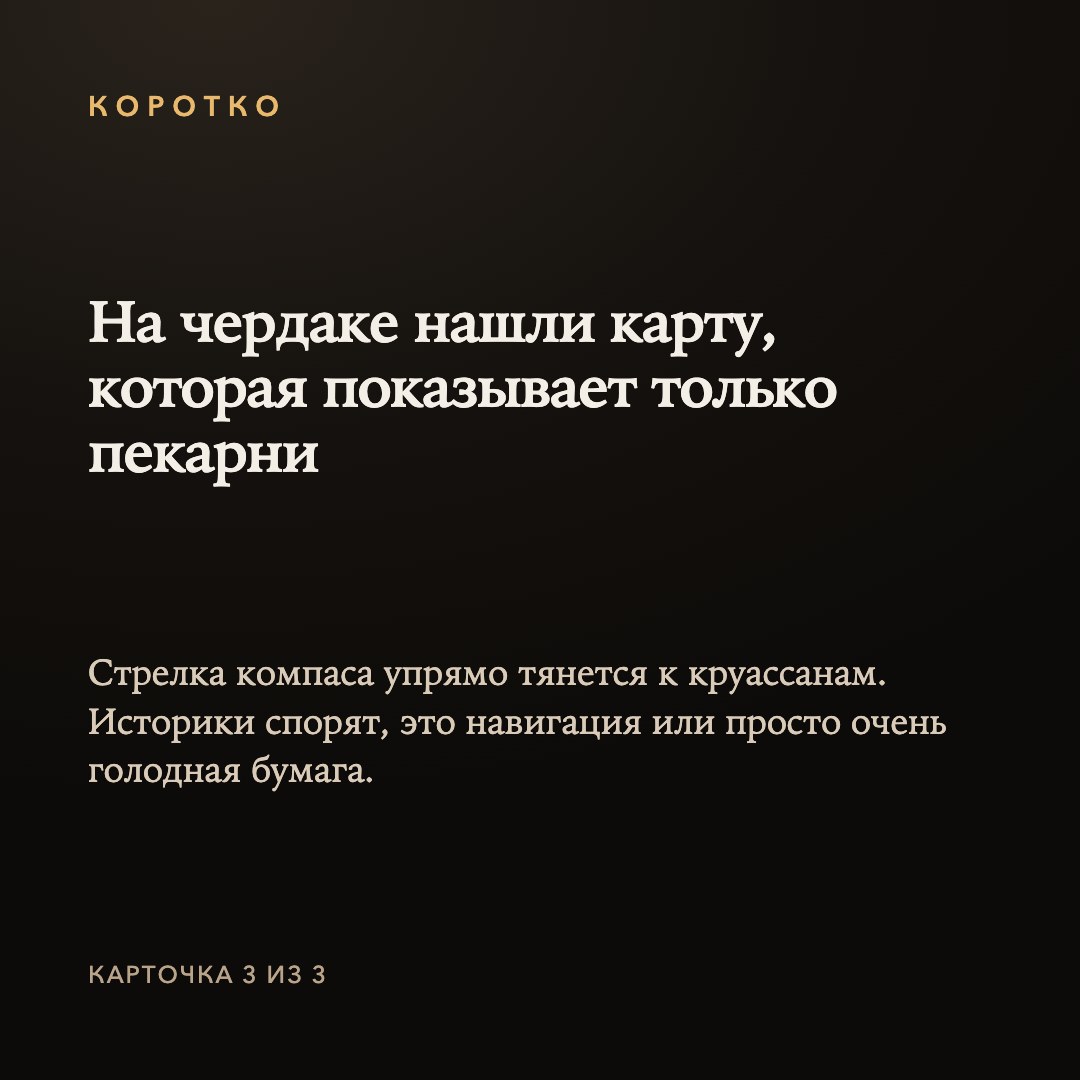 КОРОТКО
На чердаке нашли карту,
которая показывает только
пекарни
Стрелка компаса упрямо тянется к круассанам.
Историки спорят, это навигация или просто очень
голодная бумага.
КАРТОЧКА 3 ИЗ 3